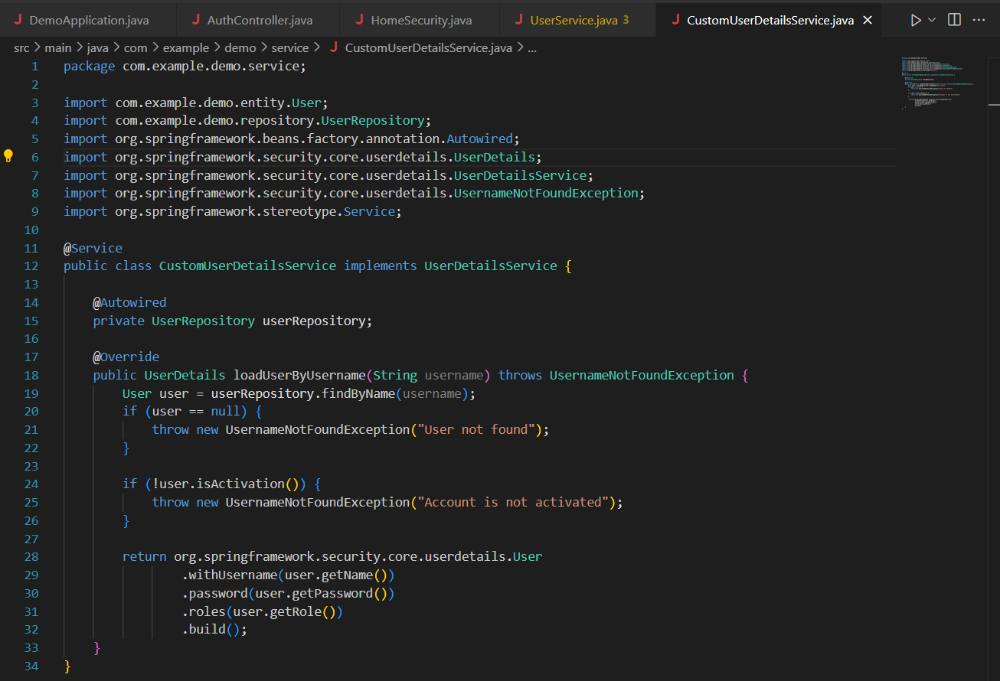 DemoApplication.java AuthController.java HomeSecurity.java UserService.java 3 CustomUserDetailsService.java
src > main > java > com > example > demo > service > CustomUserDetailsService.java > ...
1 package com.example.demo.service;
2
3 import com.example.demo.entity.User;
4 import com.example.demo.repository.UserRepository;
5 import org.springframework.beans.factory.annotation.Autowired;
6 import org.springframework.security.core.userdetails.UserDetails;
7 import org.springframework.security.core.userdetails.UserDetailsService;
8 import org.springframework.security.core.userdetails.UsernameNotFoundException;
9 import org.springframework.stereotype.Service;
10
11 @Service
12 public class CustomUserDetailsService implements UserDetailsService {
13
14     @Autowired
15     private UserRepository userRepository;
16
17     @Override
18     public UserDetails loadUserByUsername(String username) throws UsernameNotFoundException {
19         User user = userRepository.findByName(username);
20         if (user == null) {
21             throw new UsernameNotFoundException("User not found");
22         }
23
24         if (!user.isActivation()) {
25             throw new UsernameNotFoundException("Account is not activated");
26         }
27
28         return org.springframework.security.core.userdetails.User
29                 .withUsername(user.getName())
30                 .password(user.getPassword())
31                 .roles(user.getRole())
32                 .build();
33     }
34 }